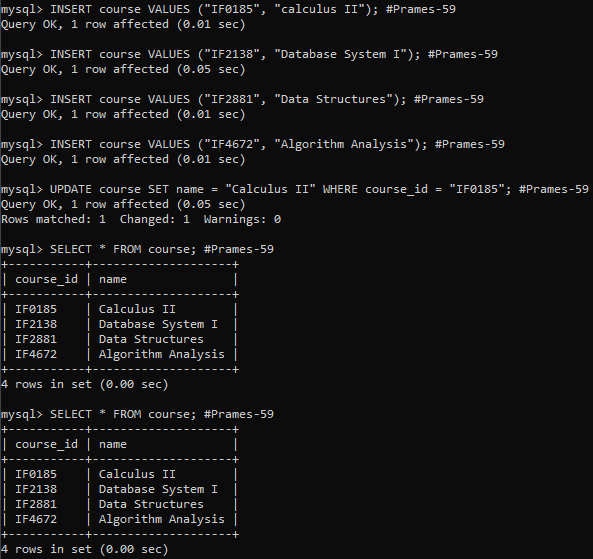 mysql> INSERT course VALUES ("IF0185", "calculus II"); #Prames-59
Query OK, 1 row affected (0.01 sec)
mysql> INSERT course VALUES ("IF2138", "Database System I"); #Prames-59
Query OK, 1 row affected (0.05 sec)
mysql> INSERT course VALUES ("IF2881", "Data Structures"); #Prames-59
Query OK, 1 row affected (0.01 sec)
mysql> INSERT course VALUES ("IF4672", "Algorithm Analysis"); #Prames-59
Query OK, 1 row affected (0.01 sec)
mysql> UPDATE course SET name = "Calculus II" WHERE course_id = "IF0185"; #Prames-59
Query OK, 1 row affected (0.05 sec)
Rows matched: 1  Changed: 1  Warnings: 0
mysql> SELECT * FROM course; #Prames-59
+-----------+--------------------+
| course_id | name               |
+-----------+--------------------+
| IF0185    | Calculus II        |
| IF2138    | Database System I  |
| IF2881    | Data Structures    |
| IF4672    | Algorithm Analysis |
+-----------+--------------------+
4 rows in set (0.00 sec)
mysql> SELECT * FROM course; #Prames-59
+-----------+--------------------+
| course_id | name               |
+-----------+--------------------+
| IF0185    | Calculus II        |
| IF2138    | Database System I  |
| IF2881    | Data Structures    |
| IF4672    | Algorithm Analysis |
+-----------+--------------------+
4 rows in set (0.00 sec)